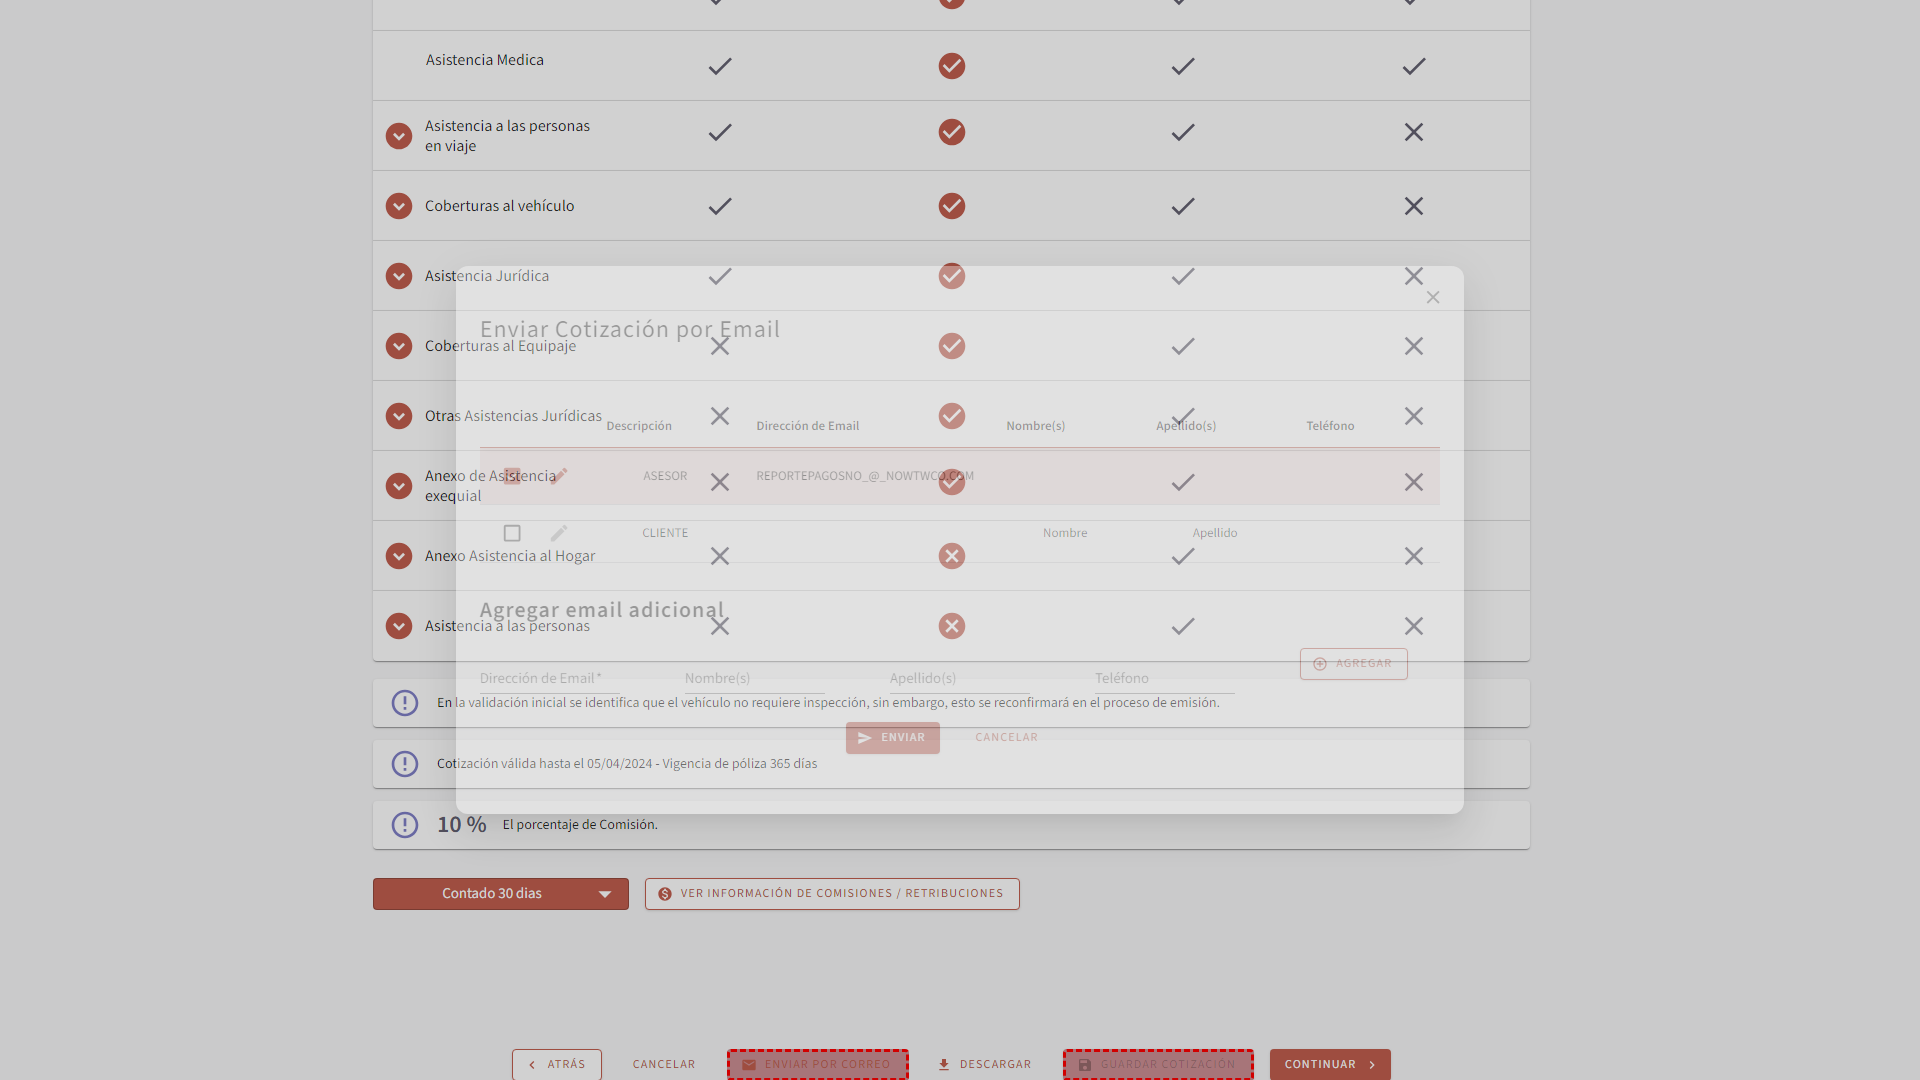 Asistencia Medica
Asistencia a las personas
en viaje
Coberturas al vehículo
Asistencia Jurídica
Enviar Cotización por Email
Coberturas al Equipaje
Otras Asistencias Jurídicas
Descripción Dirección de Email Nombre(s) Apellido(s) Teléfono
Anexo de Asistencia
exequial
ASESOR REPORTEPAGOSNO_@_NOWTWCO.COM
CLIENTE Nombre Apellido
Anexo Asistencia al Hogar
Agregar email adicional
Asistencia a las personas
AGREGAR
Dirección de Email* Nombre(s) Apellido(s) Teléfono
En la validación inicial se identifica que el vehículo no requiere inspección, sin embargo, esto se reconfirmará en el proceso de emisión.
ENVIAR CANCELAR
Cotización válida hasta el 05/04/2024 - Vigencia de póliza 365 días
10 % El porcentaje de Comisión.
Contado 30 dias VER INFORMACIÓN DE COMISIONES / RETRIBUCIONES
ATRÁS CANCELAR ENVIAR POR CORREO DESCARGAR GUARDAR COTIZACIÓN CONTINUAR